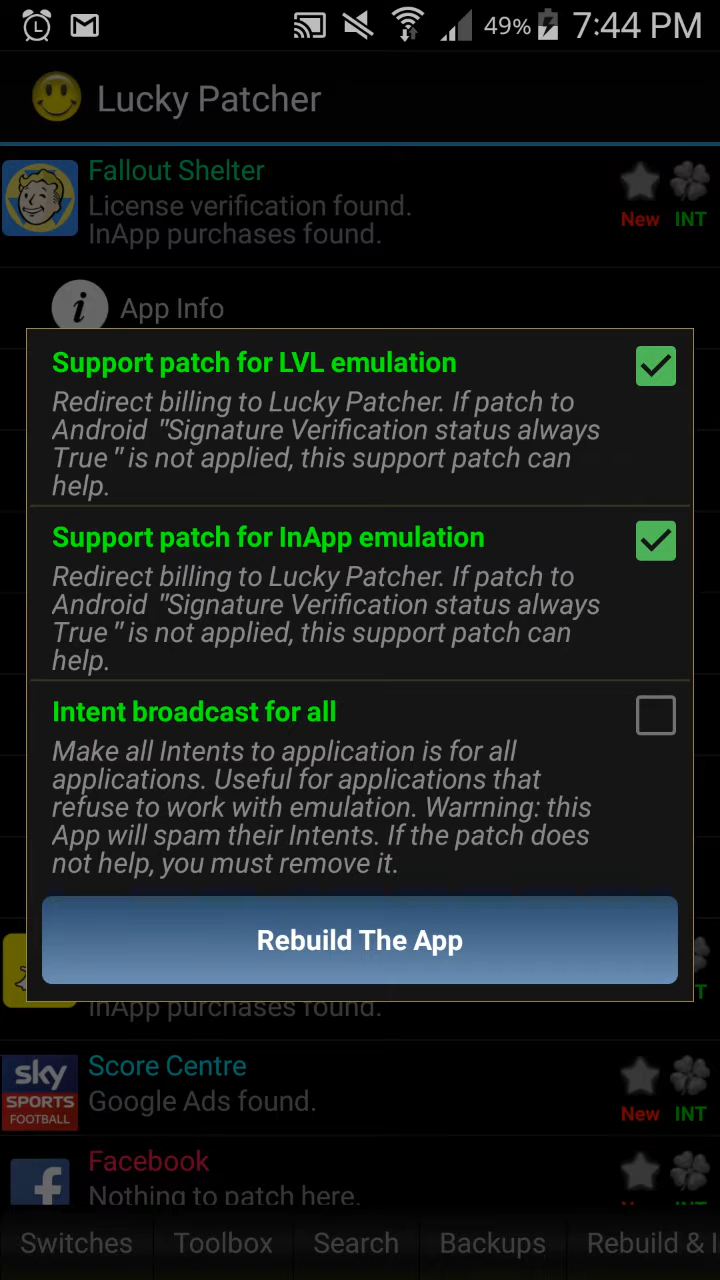 49% 7:44 PM
Lucky Patcher
Fallout Shelter
License verification found.
InApp purchases found.
New INT
App Info
Support patch for LVL emulation
Redirect billing to Lucky Patcher. If patch to
Android "Signature Verification status always
True " is not applied, this support patch can
help.
Support patch for InApp emulation
Redirect billing to Lucky Patcher. If patch to
Android "Signature Verification status always
True " is not applied, this support patch can
help.
Intent broadcast for all
Make all Intents to application is for all
applications. Useful for applications that
refuse to work with emulation. Warrning: this
App will spam their Intents. If the patch does
not help, you must remove it.
Rebuild The App
InApp purchases found.
sky
SPORTS
FOOTBALL
Score Centre
Google Ads found.
New INT
Facebook
Nothing to patch here.
Switches Toolbox Search Backups Rebuild &